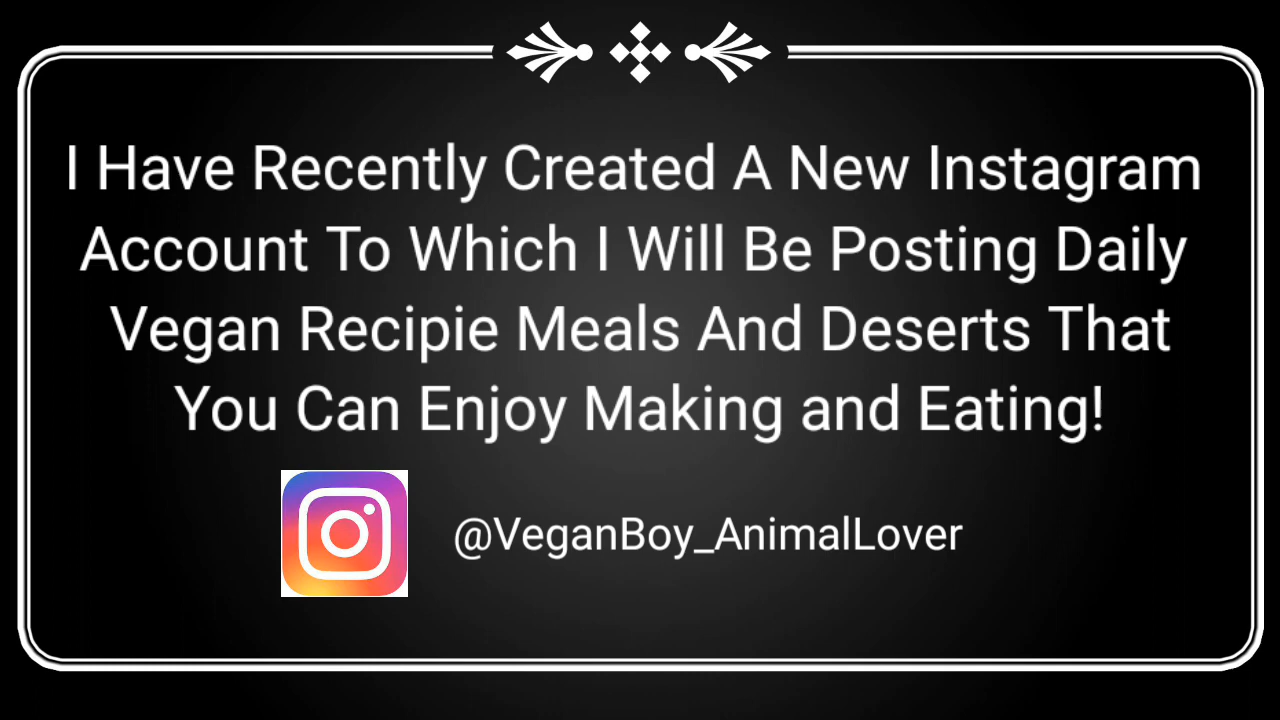 I Have Recently Created A New Instagram
Account To Which I Will Be Posting Daily
Vegan Recipie Meals And Deserts That
You Can Enjoy Making and Eating!
@VeganBoy_AnimalLover